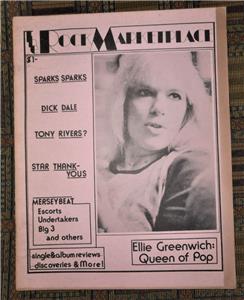 Rock Marketplace
$1-
SPARKS SPARKS
DICK DALE
TONY RIVERS?
STAR THANK-
YOUS
MERSEYBEAT
Escorts
Undertakers
Big 3
and others
single & album reviews
discoveries & More!
Ellie Greenwich:
Queen of Pop